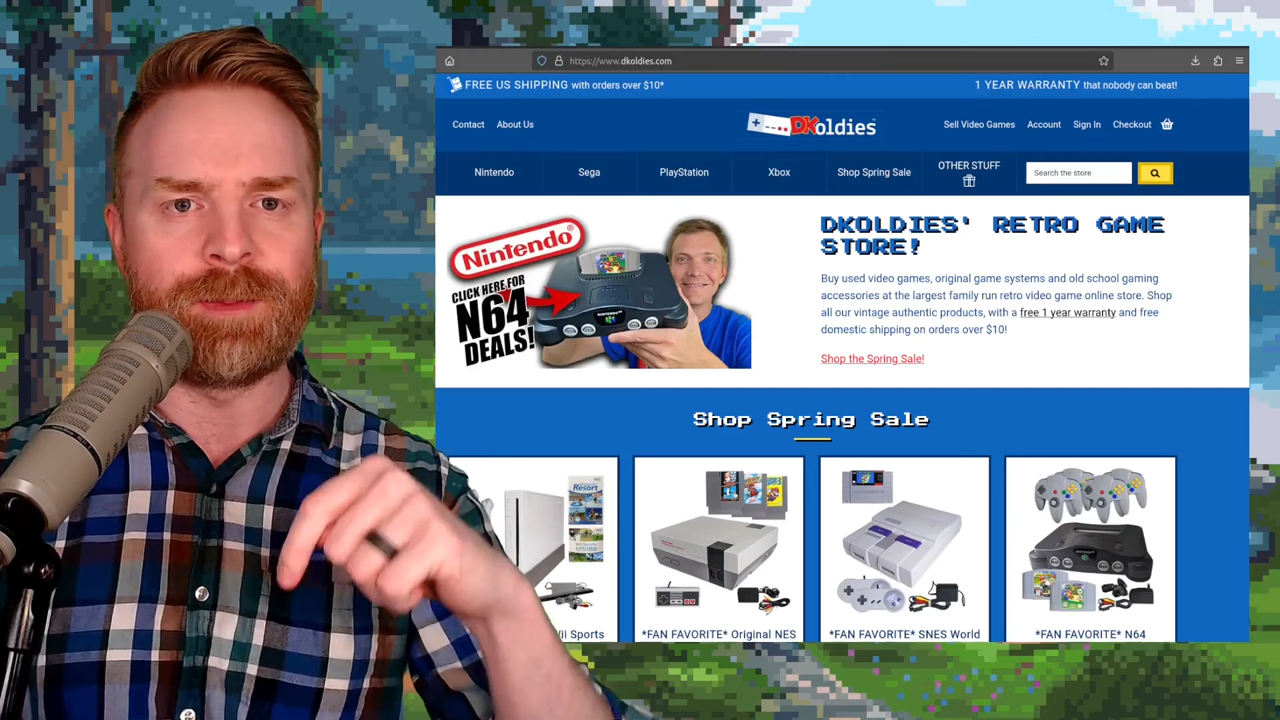 https://www.dkoldies.com
FREE US SHIPPING with orders over $10*
1 YEAR WARRANTY that nobody can beat!
Contact
About Us
DKoldies
Sell Video Games
Account
Sign In
Checkout
Nintendo
Sega
PlayStation
Xbox
Shop Spring Sale
OTHER STUFF
Search the store
Nintendo
CLICK HERE FOR
N64
DEALS!
DKOLDIES' RETRO GAME
STORE!
Buy used video games, original game systems and old school gaming
accessories at the largest family run retro video game online store. Shop
all our vintage authentic products, with a free 1 year warranty and free
domestic shipping on orders over $10!
Shop the Spring Sale!
Shop Spring Sale
Resort
Sports
*FAN FAVORITE* Original NES
*FAN FAVORITE* SNES World
*FAN FAVORITE* N64